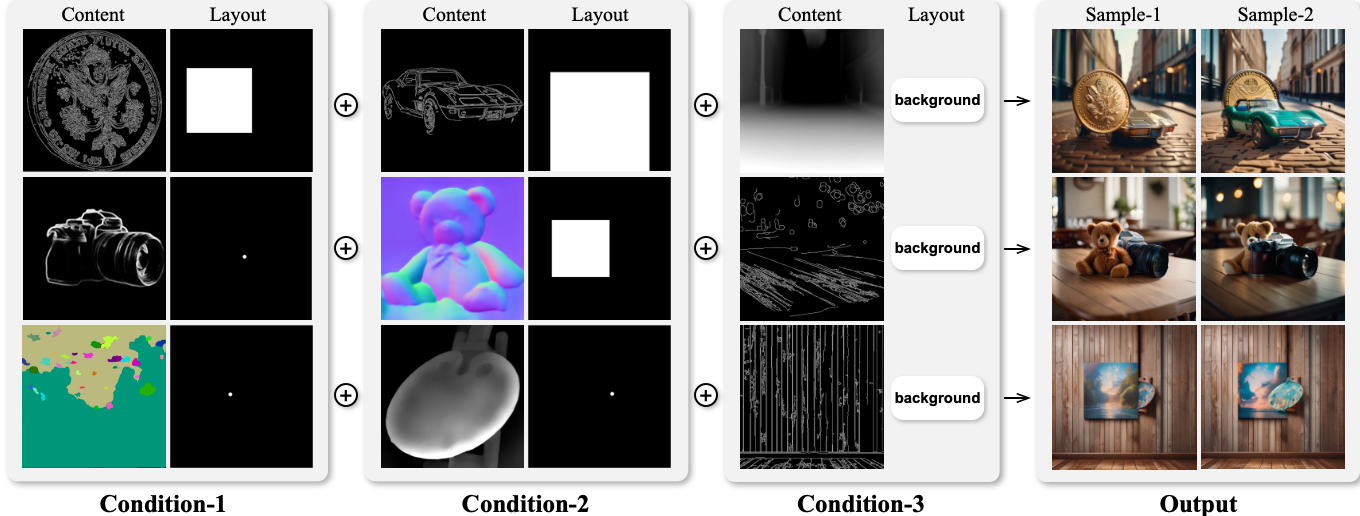 Content Layout Content Layout Content Layout Sample-1 Sample-2
background
background
background
Condition-1 Condition-2 Condition-3 Output